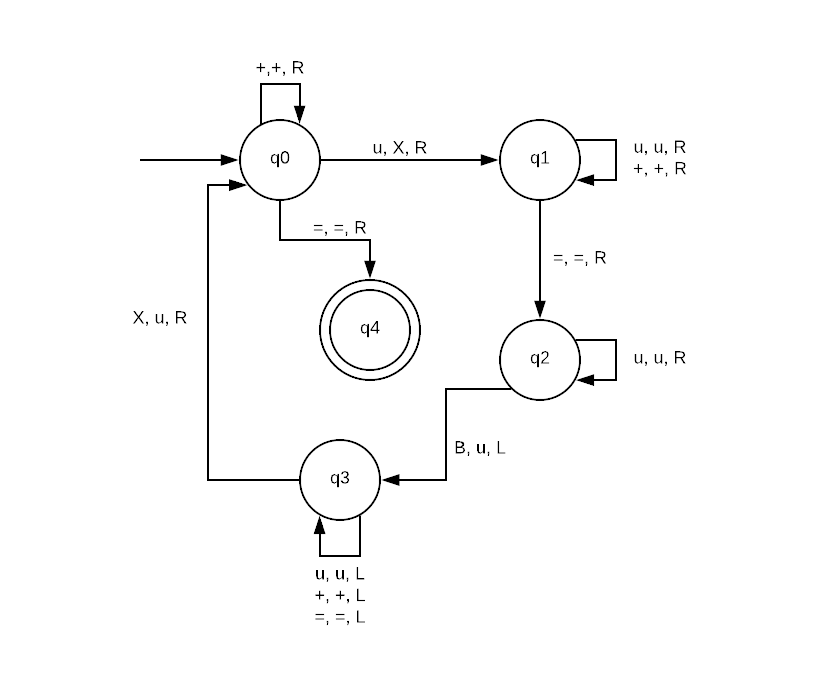 +,+, R
q0
u, X, R
q1
u, u, R
+, +, R
=, =, R
=, =, R
X, u, R
q4
q2
u, u, R
B, u, L
q3
u, u, L
+, +, L
=, =, L